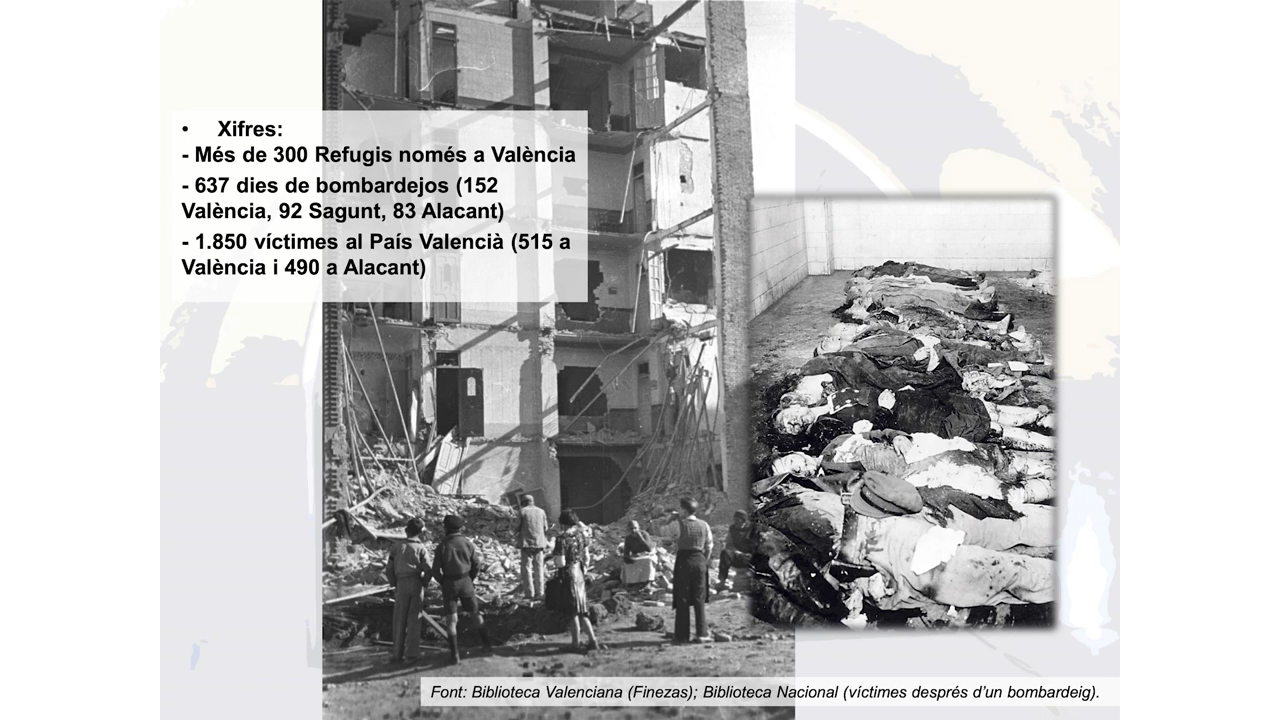 • Xifres:
- Més de 300 Refugis només a València
- 637 dies de bombardejos (152
València, 92 Sagunt, 83 Alacant)
- 1.850 víctimes al País Valencià (515 a
València i 490 a Alacant)
Font: Biblioteca Valenciana (Finezas); Biblioteca Nacional (víctimes després d’un bombardeig).